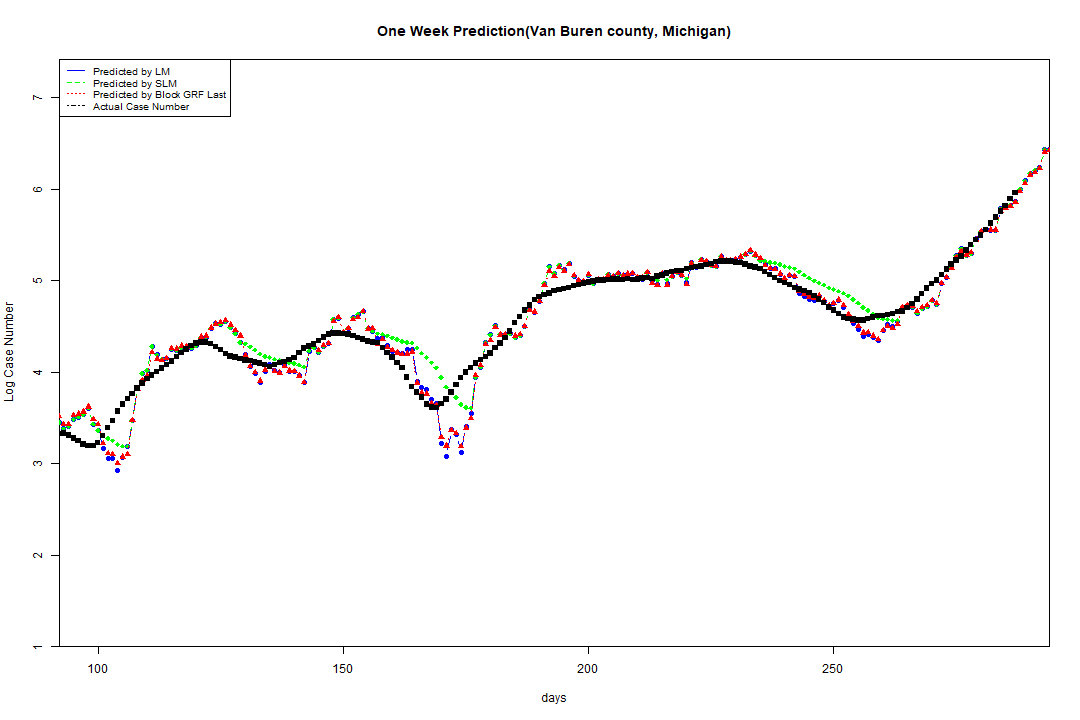 One Week Prediction(Van Buren county, Michigan)
Predicted by LM
Predicted by SLM
Predicted by Block GRF Last
Actual Case Number
7
6
5
4
3
2
1
Log Case Number
100 150 200 250
days